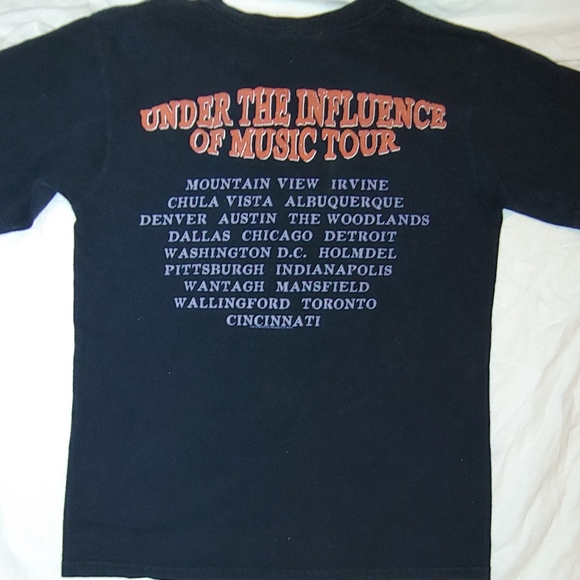 UNDER THE INFLUENCE
OF MUSIC TOUR
MOUNTAIN VIEW IRVINE
CHULA VISTA ALBUQUERQUE
DENVER AUSTIN THE WOODLANDS
DALLAS CHICAGO DETROIT
WASHINGTON D.C. HOLMDEL
PITTSBURGH INDIANAPOLIS
WANTAGH MANSFIELD
WALLINGFORD TORONTO
CINCINNATI